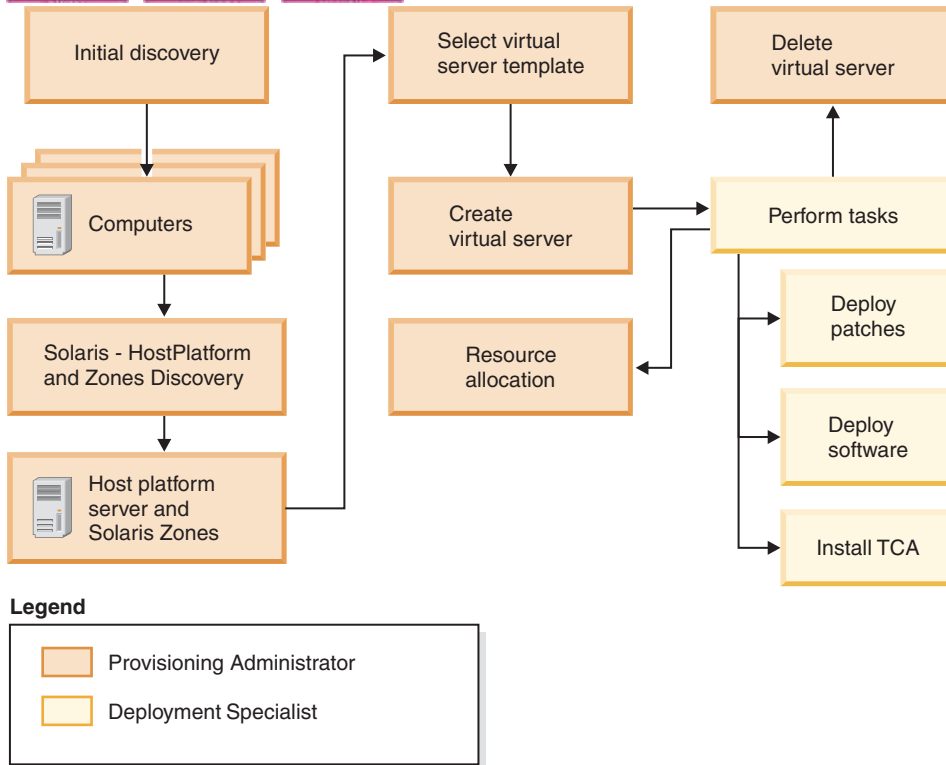 Initial discovery
Computers
Solaris - HostPlatform
and Zones Discovery
Host platform
server and
Solaris Zones
Select virtual
server template
Create
virtual server
Resource
allocation
Delete
virtual server
Perform tasks
Deploy
patches
Deploy
software
Install TCA
Legend
Provisioning Administrator
Deployment Specialist